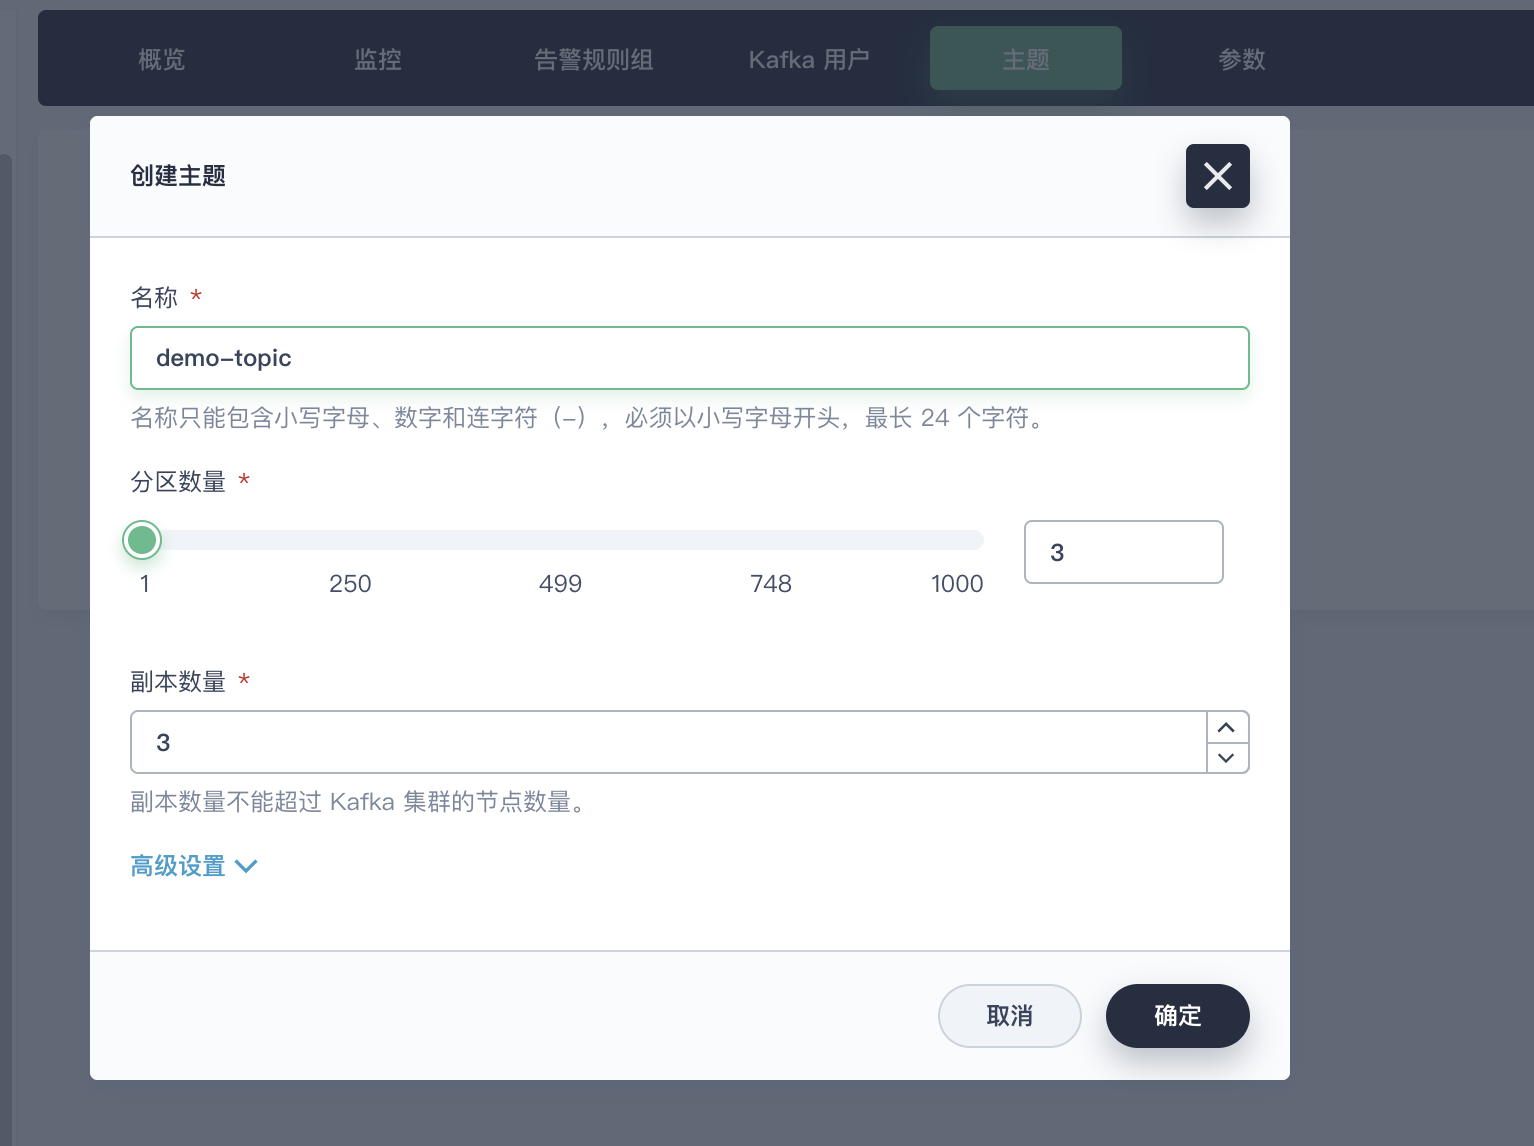 概览 监控 告警规则组 Kafka 用户 主题 参数
创建主题
名称 *
demo-topic
名称只能包含小写字母、数字和连字符（-），必须以小写字母开头，最长 24 个字符。
分区数量 *
3
1 250 499 748 1000
副本数量 *
3
副本数量不能超过 Kafka 集群的节点数量。
高级设置
取消 确定